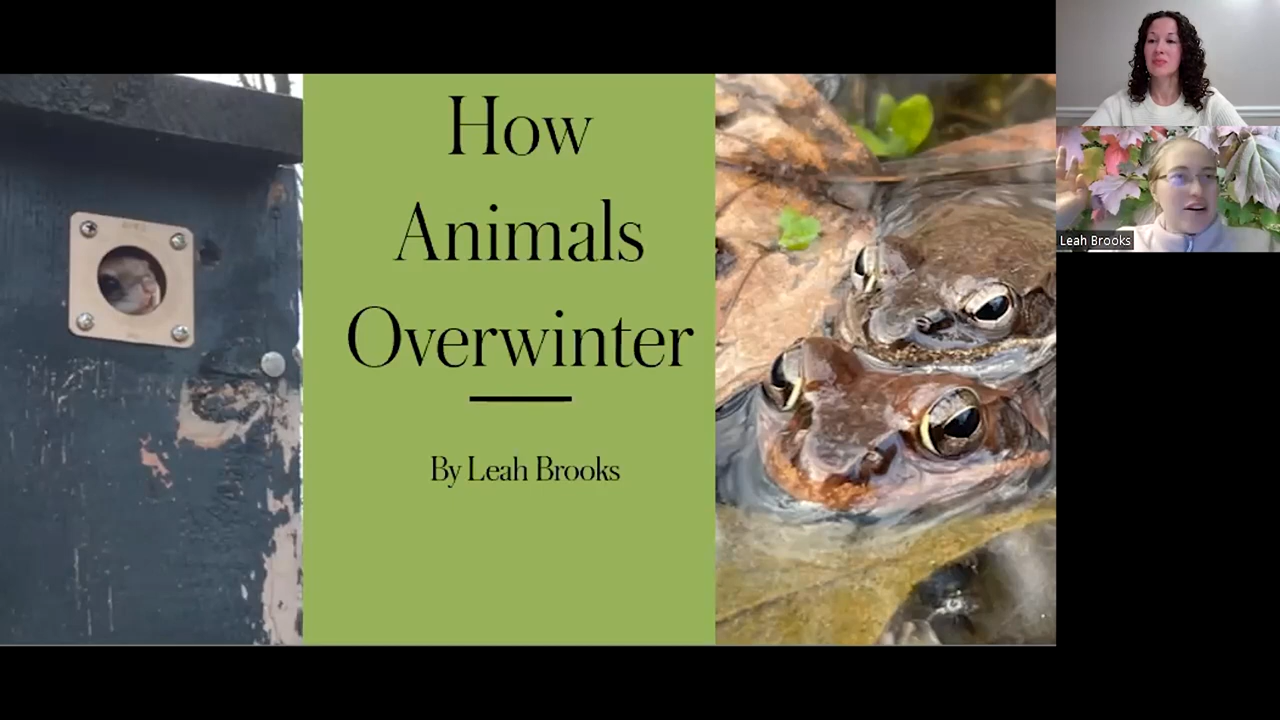 How
Animals
Overwinter
By Leah Brooks
Leah Brooks